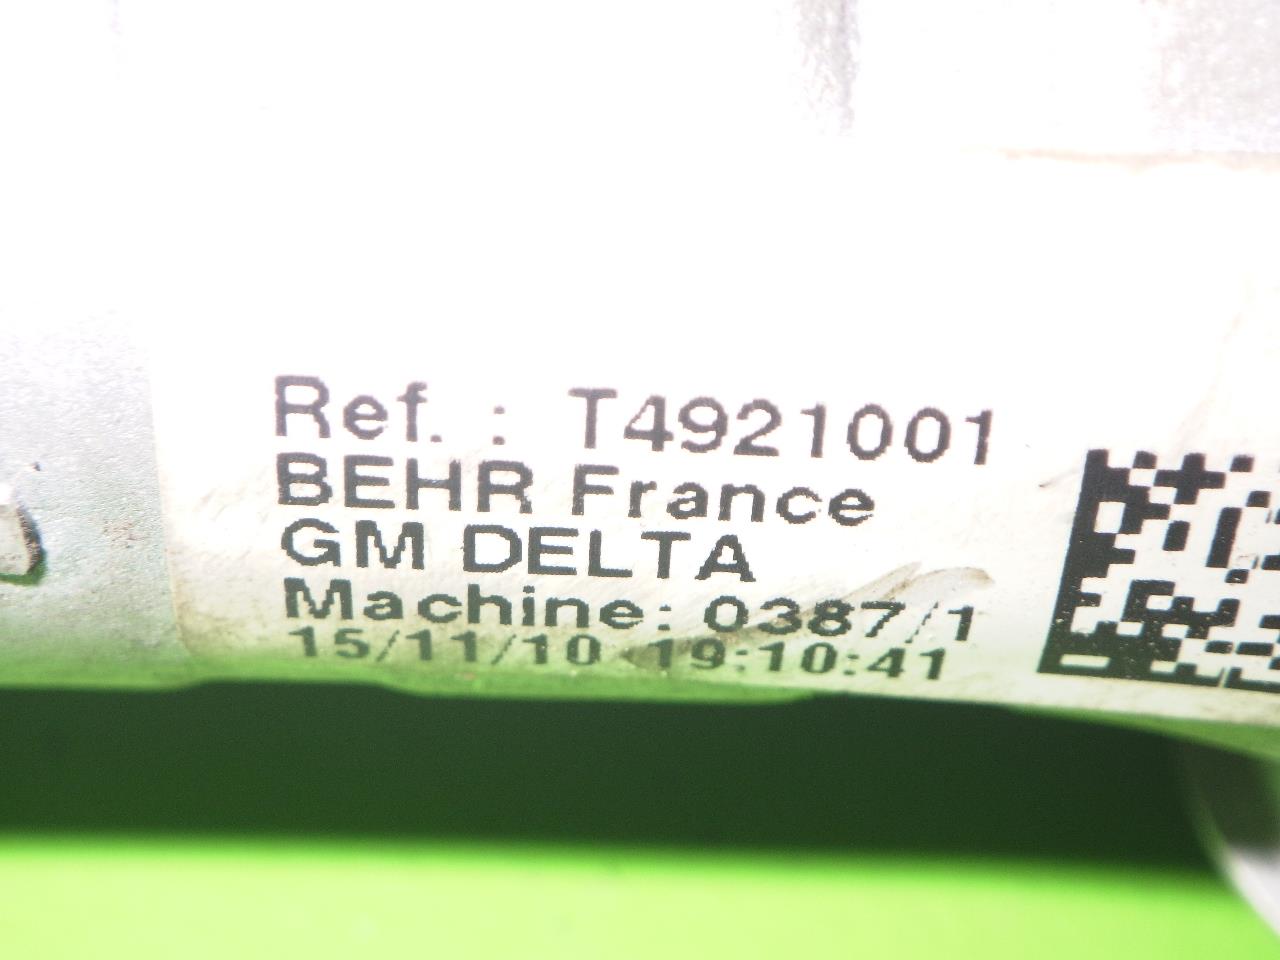 Ref. : T4921001
BEHR France
GM DELTA
Machine: 0387/1
15/11/10 19:10:41